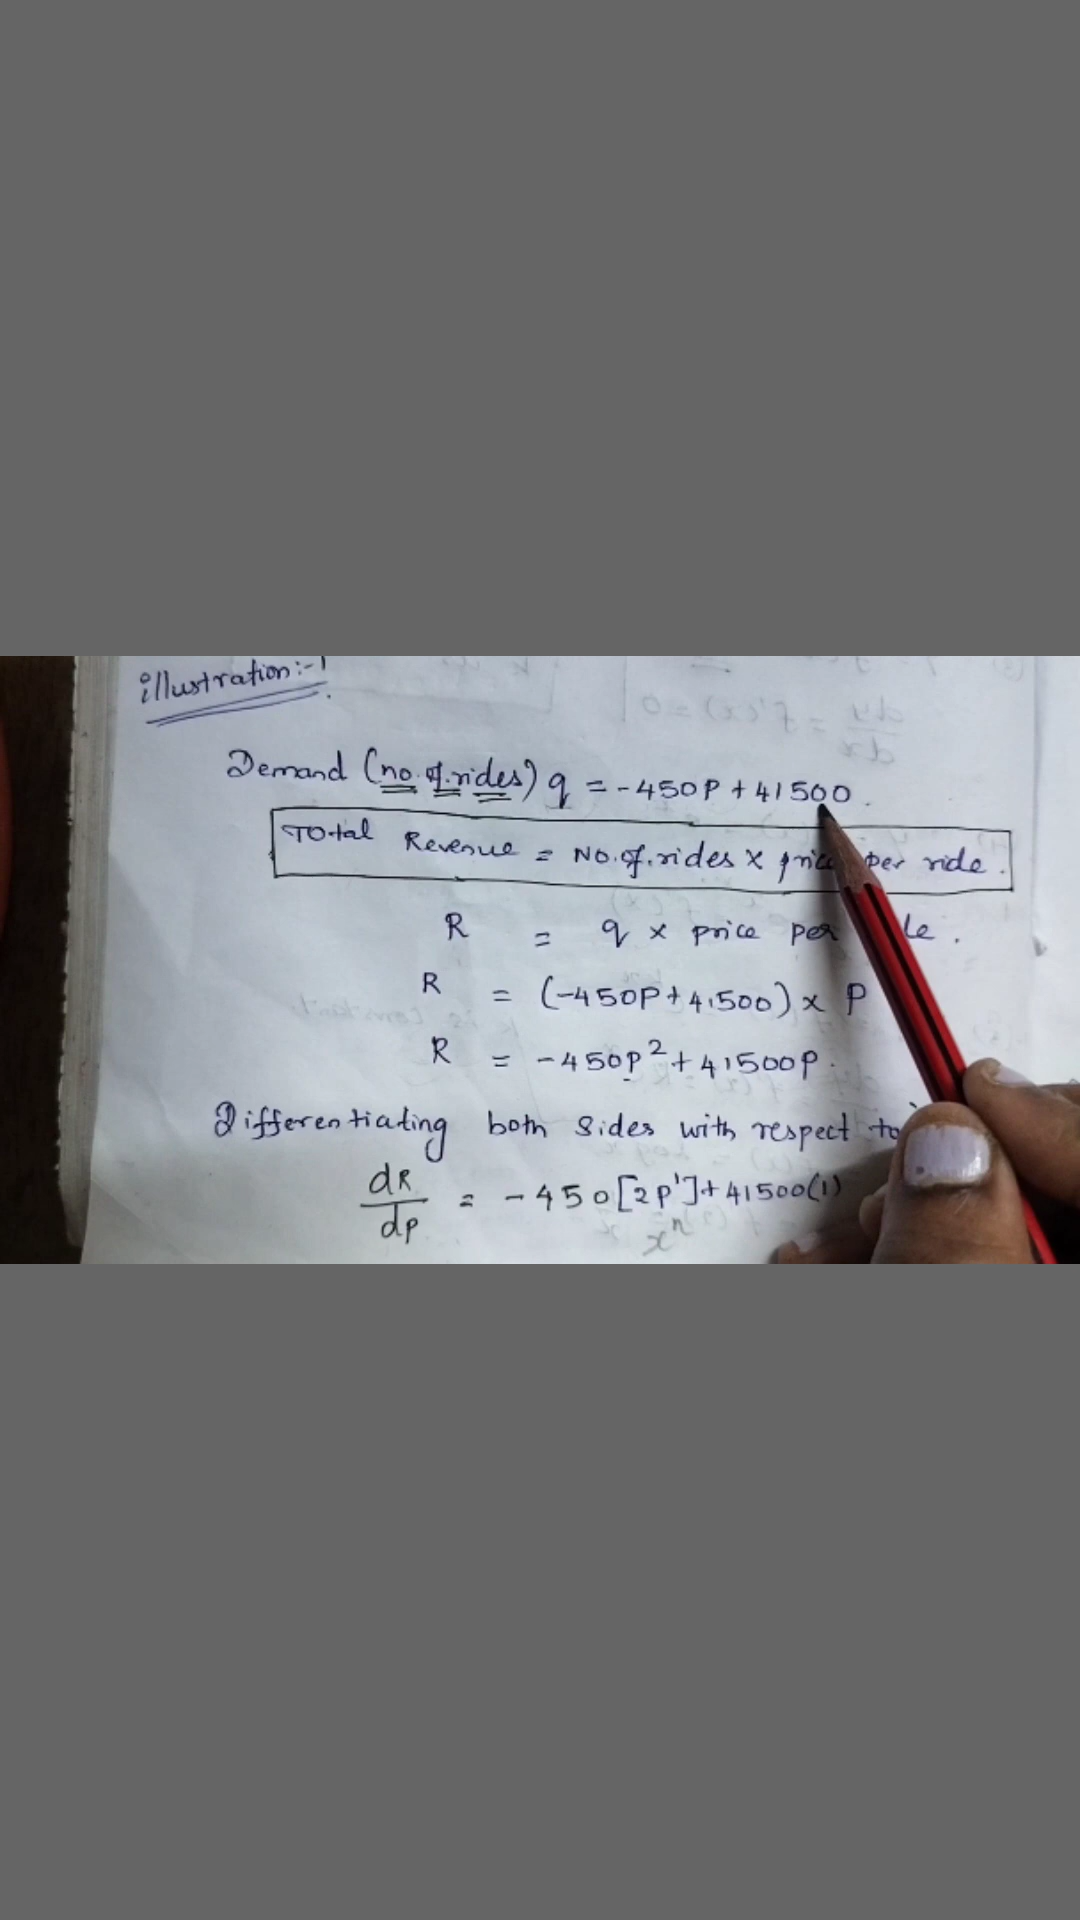 illustration:-1
Demand (no.of.rides) q = -450P + 41500.
Total Revenue = No.of.rides x price per ride.
R = q x price per
R = (-450P + 41500) x P
R = -450P² + 41500P.
Differentiating both sides with respect to
dR/dP = -450[2P¹] + 41500(1)
xⁿ